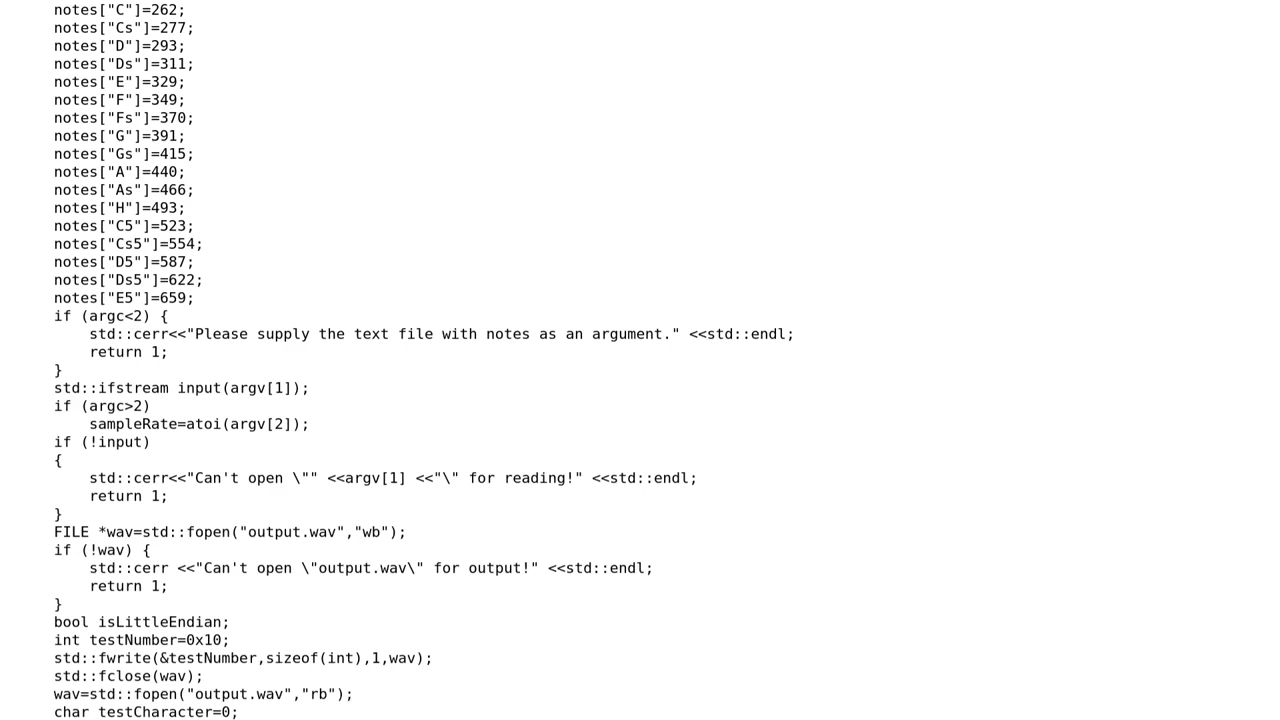 notes["C"]=262;
notes["Cs"]=277;
notes["D"]=293;
notes["Ds"]=311;
notes["E"]=329;
notes["F"]=349;
notes["Fs"]=370;
notes["G"]=391;
notes["Gs"]=415;
notes["A"]=440;
notes["As"]=466;
notes["H"]=493;
notes["C5"]=523;
notes["Cs5"]=554;
notes["D5"]=587;
notes["Ds5"]=622;
notes["E5"]=659;
if (argc<2) {
    std::cerr<<"Please supply the text file with notes as an argument." <<std::endl;
    return 1;
}
std::ifstream input(argv[1]);
if (argc>2)
    sampleRate=atoi(argv[2]);
if (!input)
{
    std::cerr<<"Can't open \"" <<argv[1] <<"\" for reading!" <<std::endl;
    return 1;
}
FILE *wav=std::fopen("output.wav","wb");
if (!wav) {
    std::cerr <<"Can't open \"output.wav\" for output!" <<std::endl;
    return 1;
}
bool isLittleEndian;
int testNumber=0x10;
std::fwrite(&testNumber,sizeof(int),1,wav);
std::fclose(wav);
wav=std::fopen("output.wav","rb");
char testCharacter=0;